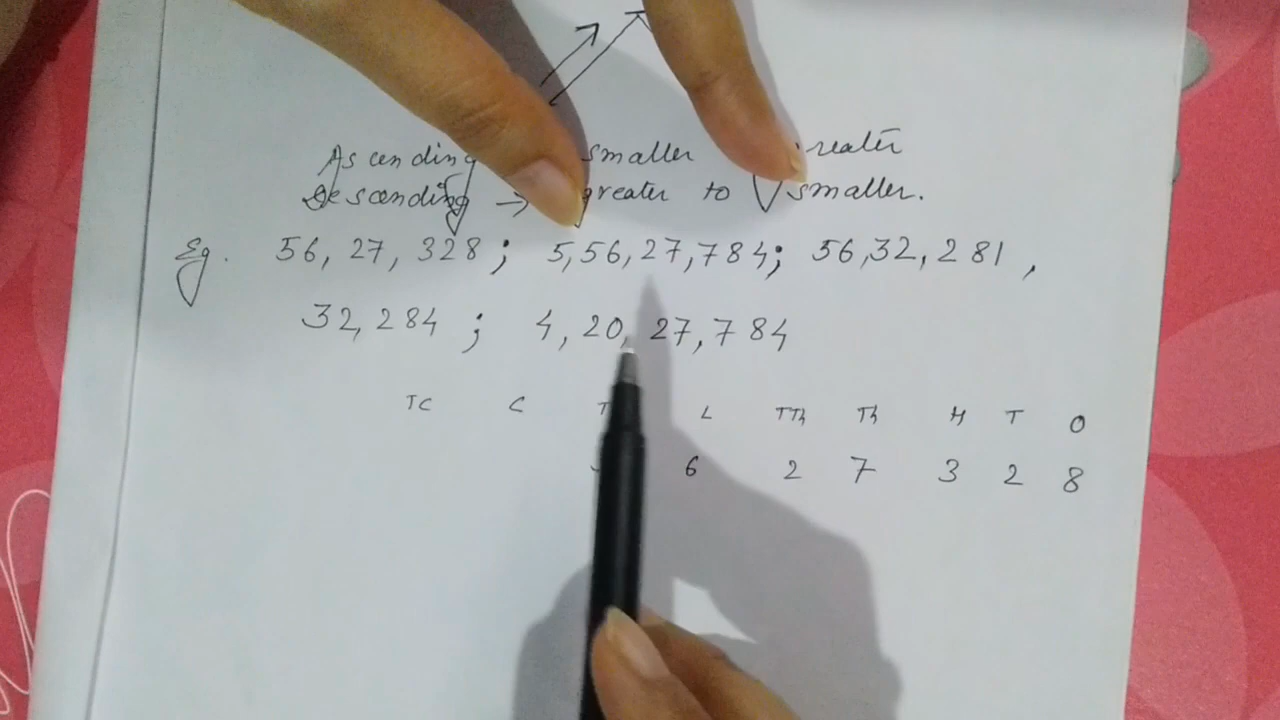 Ascending smaller
Descending → greater to smaller.
Eg. 56, 27, 328 ; 5,56,27,784; 56,32,281,
32,284 ; 4,20,27,784
TC C L TTh Th H T O
6 2 7 3 2 8